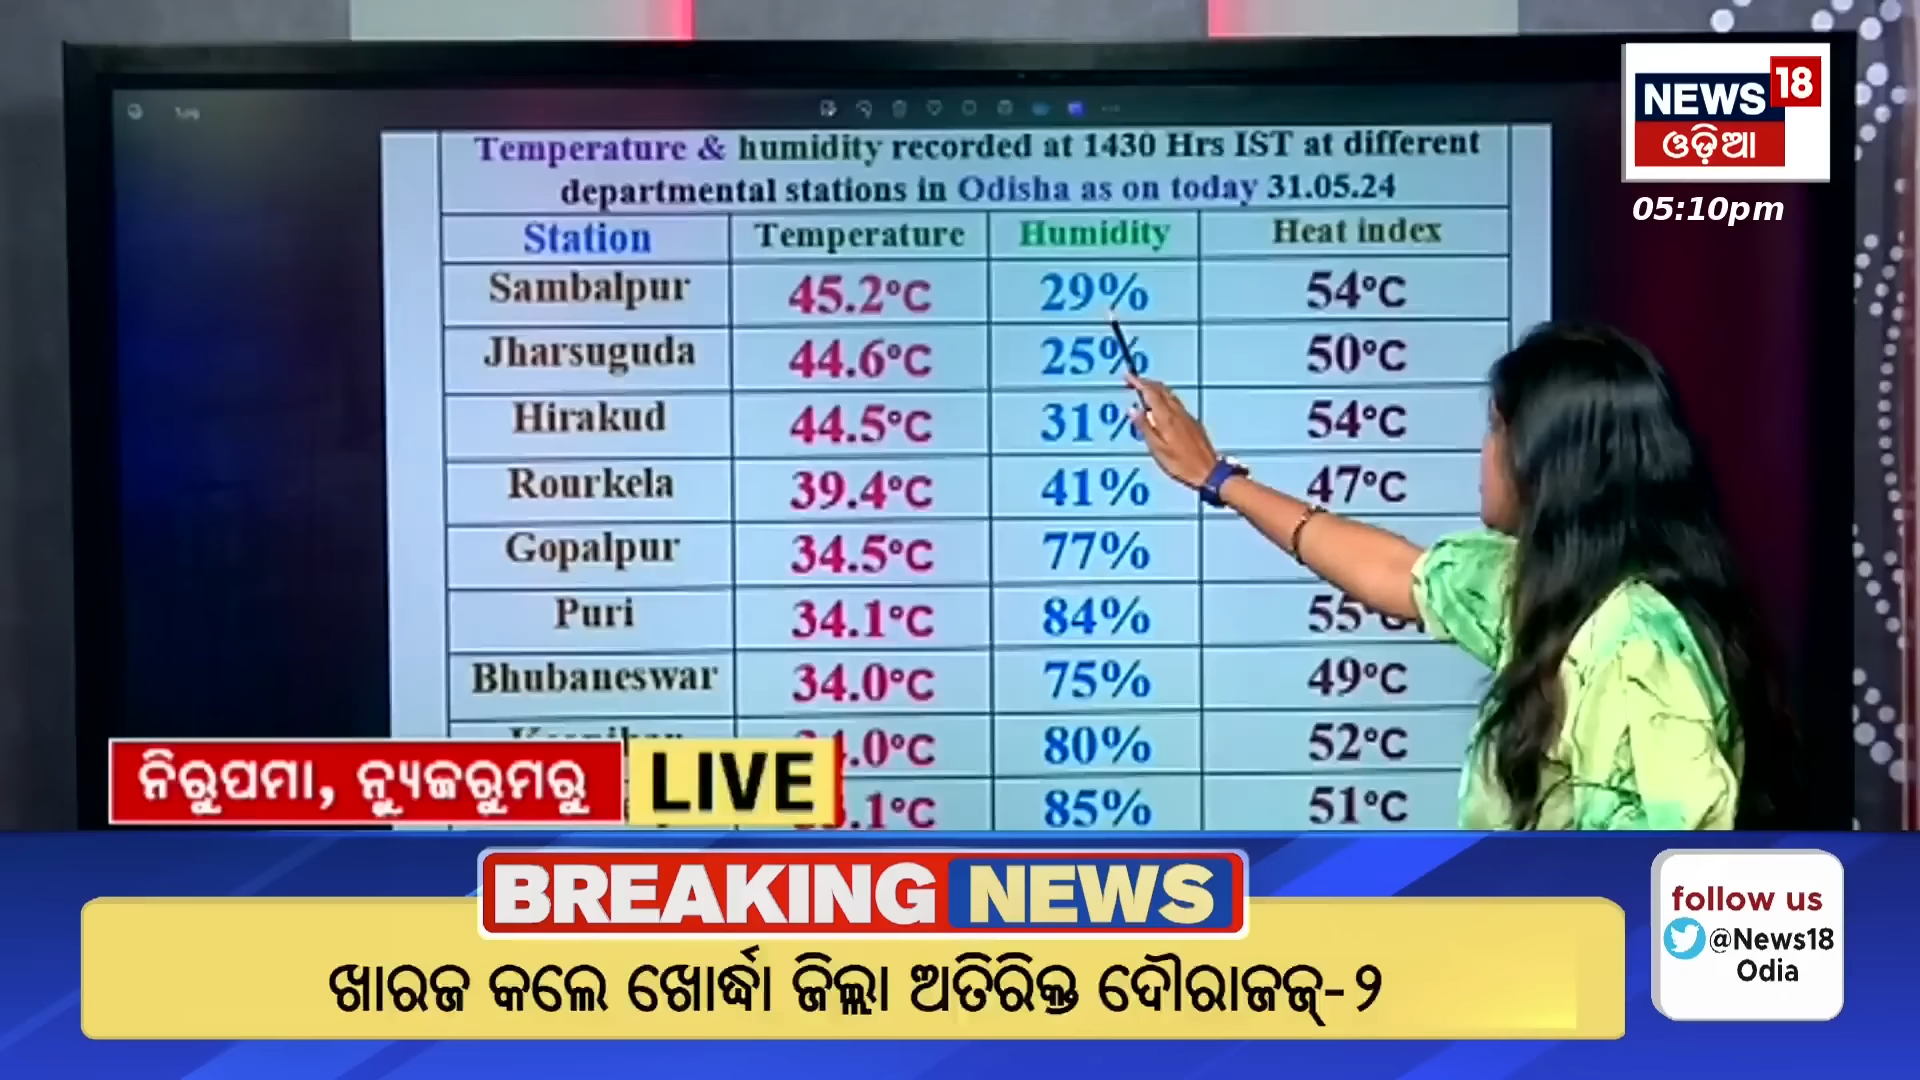 NEWS 18
ଓଡ଼ିଆ
05:10pm
Temperature & humidity recorded at 1430 Hrs IST at different
departmental stations in Odisha as on today 31.05.24
Station Temperature Humidity Heat index
Sambalpur 45.2°C 29% 54°C
Jharsuguda 44.6°C 25% 50°C
Hirakud 44.5°C 31% 54°C
Rourkela 39.4°C 41% 47°C
Gopalpur 34.5°C 77%
Puri 34.1°C 84% 55°C
Bhubaneswar 34.0°C 75% 49°C
80% 52°C
85% 51°C
ନିରୁପମା, ନ୍ୟୁଜରୁମରୁ LIVE
BREAKING NEWS
ଖାରଜ କଲେ ଖୋର୍ଦ୍ଧା ଜିଲ୍ଲା ଅତିରିକ୍ତ ଦୌରାଜଜ୍-୨
follow us
@News18
Odia